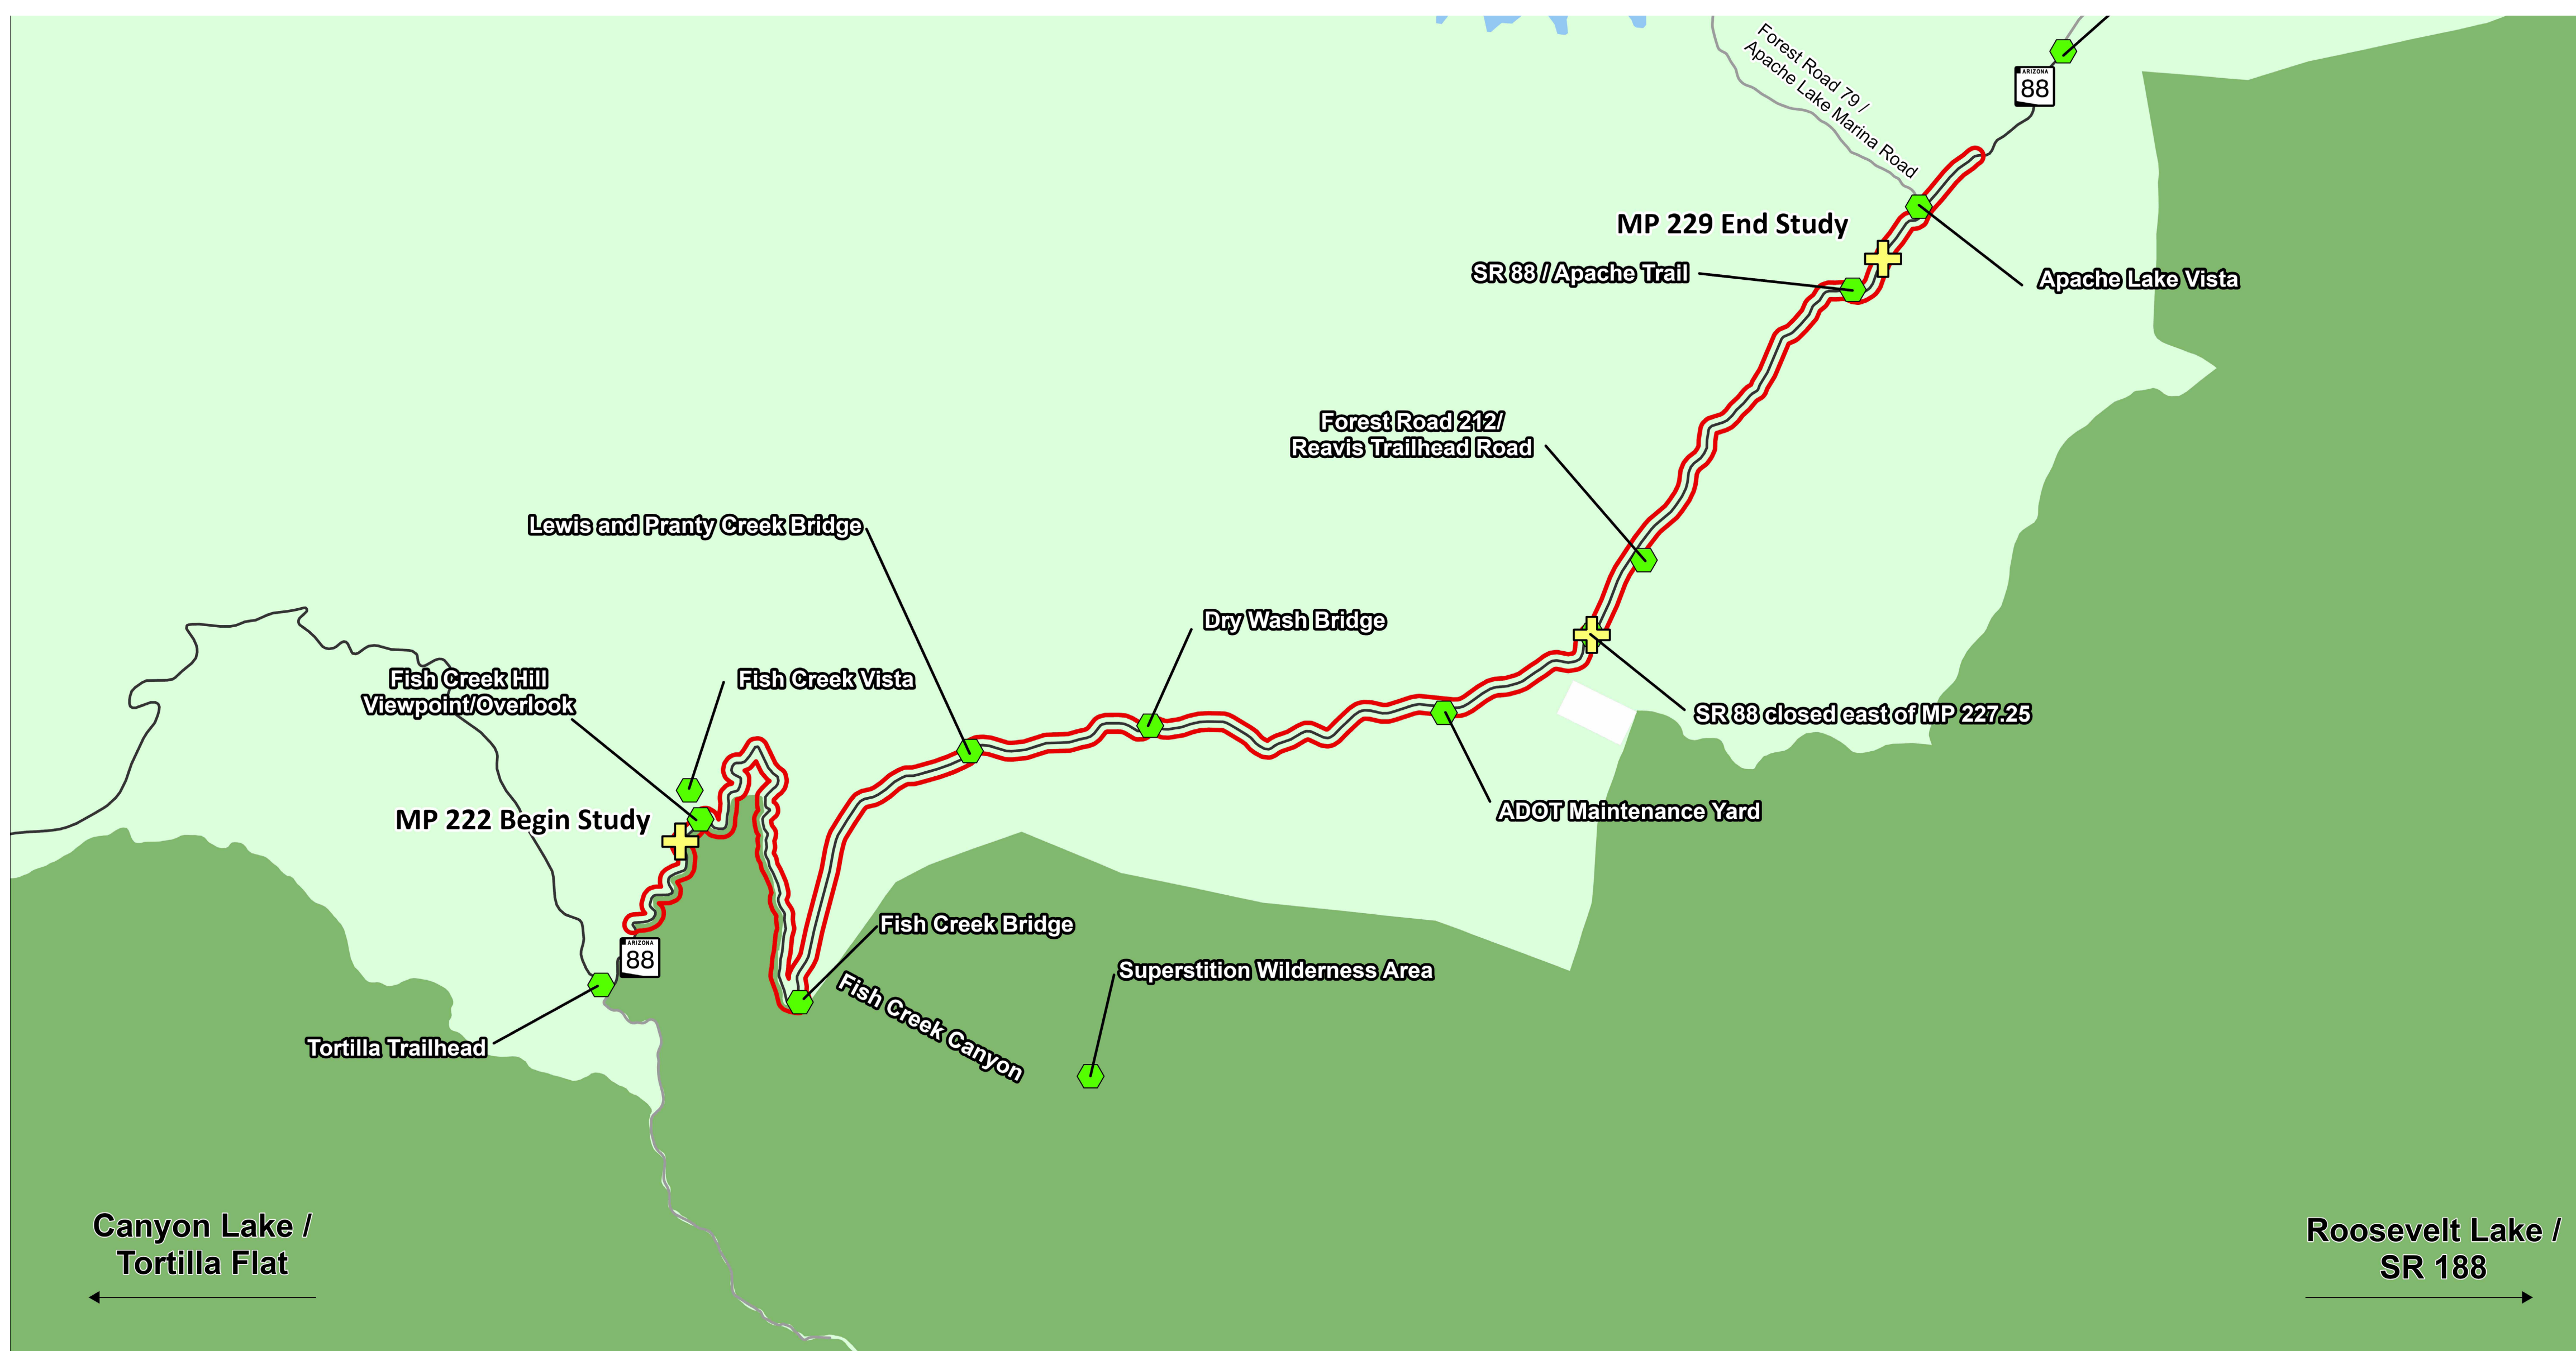 Forest Road 79 /
Apache Lake Marina Road
ARIZONA
88
MP 229 End Study
SR 88 / Apache Trail
Apache Lake Vista
Forest Road 212/
Reavis Trailhead Road
Lewis and Pranty Creek Bridge
Dry Wash Bridge
Fish Creek Hill
Viewpoint/Overlook
Fish Creek Vista
SR 88 closed east of MP 227.25
MP 222 Begin Study
ADOT Maintenance Yard
Fish Creek Bridge
ARIZONA
88
Superstition Wilderness Area
Fish Creek Canyon
Tortilla Trailhead
Canyon Lake /
Tortilla Flat
Roosevelt Lake /
SR 188